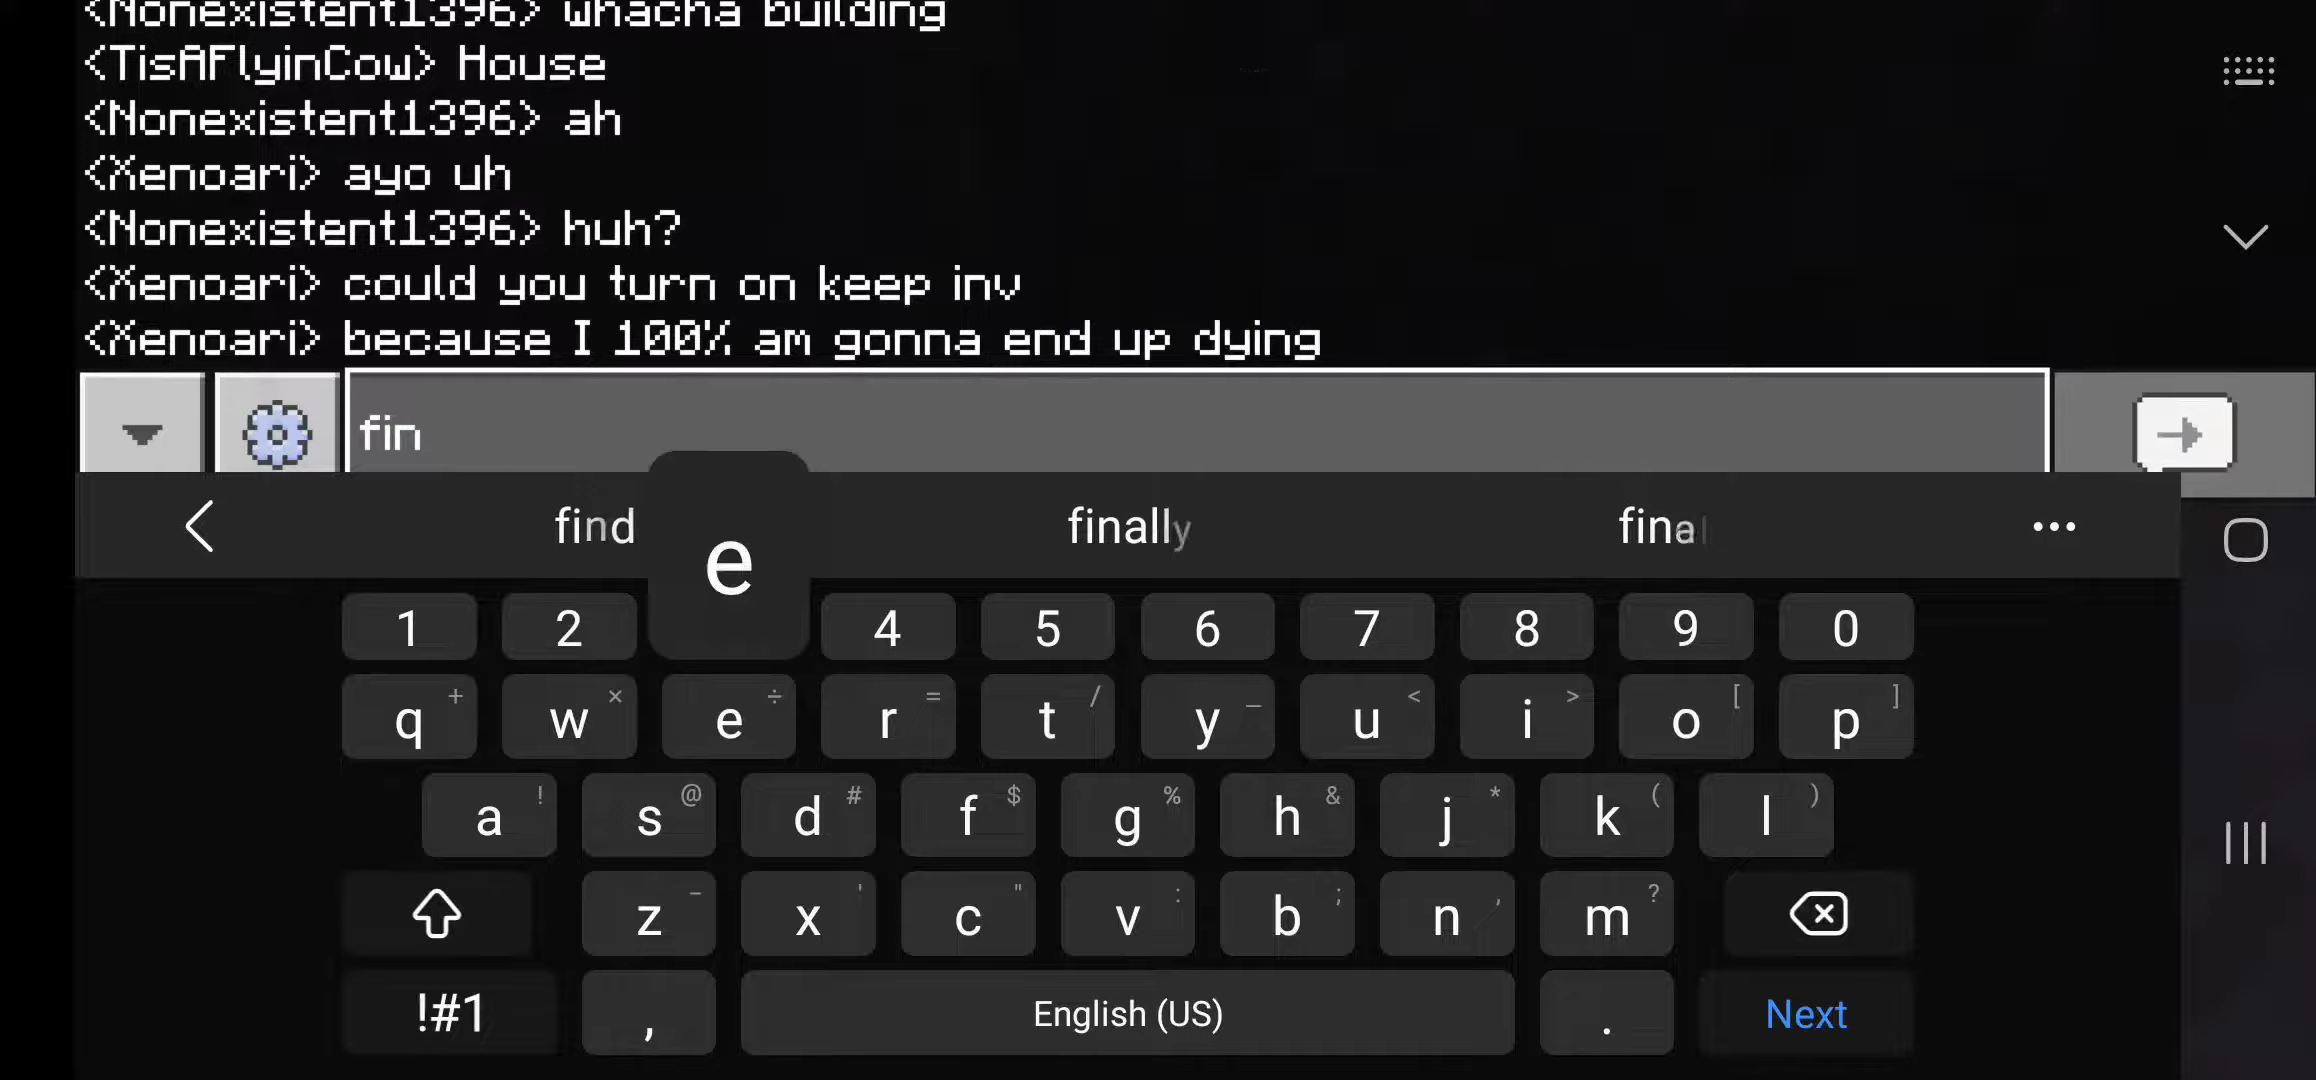 <Nonexistent1396> whacha building
<TisAFlyinCow> House
<Nonexistent1396> ah
<Xenoari> ayo uh
<Nonexistent1396> huh?
<Xenoari> could you turn on keep inv
<Xenoari> because I 100% am gonna end up dying
fin
find e finally final ...
1 2 4 5 6 7 8 9 0
q + w × e ÷ r = t / y _ u < i > o [ p ]
a ! s @ d # f $ g % h & j * k ( l )
z - x ' c " v : b ; n , m ?
!#1 , English (US) . Next